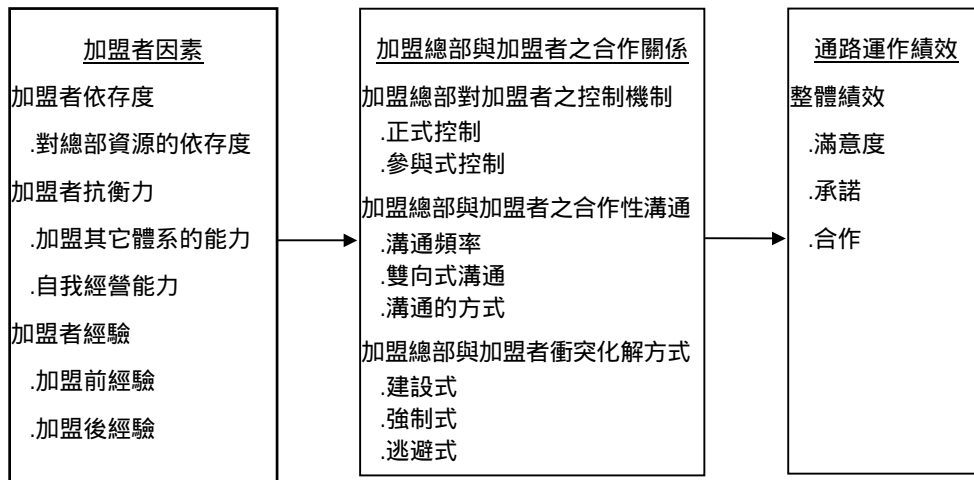 加盟者因素
加盟者依存度
.對總部資源的依存度
加盟者抗衡力
.加盟其它體系的能力
.自我經營能力
加盟者經驗
.加盟前經驗
.加盟後經驗
加盟總部與加盟者之合作關係
加盟總部對加盟者之控制機制
.正式控制
.參與式控制
加盟總部與加盟者之合作性溝通
.溝通頻率
.雙向式溝通
.溝通的方式
加盟總部與加盟者衝突化解方式
.建設式
.強制式
.逃避式
通路運作績效
整體績效
.滿意度
.承諾
.合作